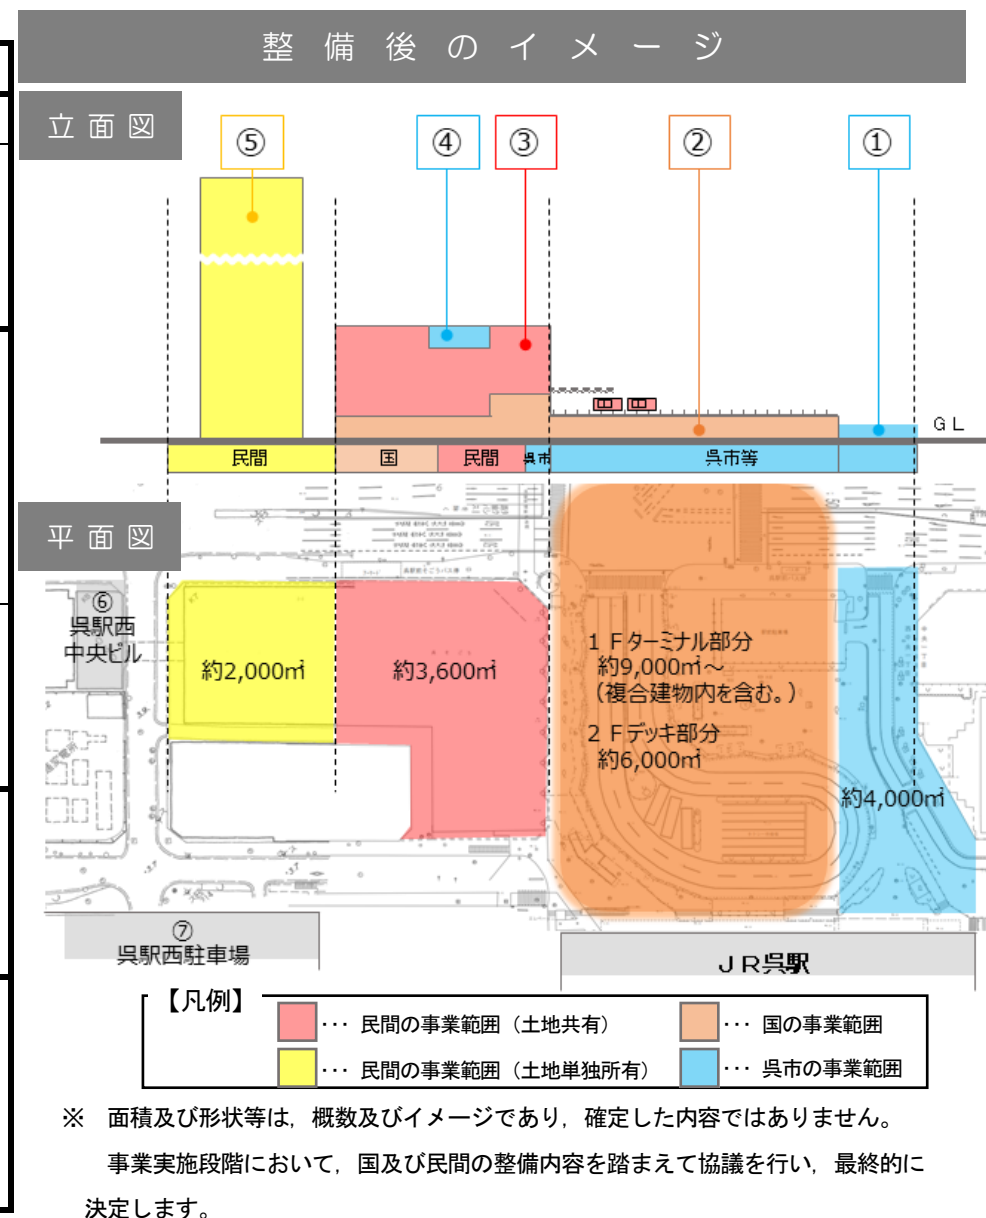 整備後のイメージ
立面図
⑤ ④ ③ ② ①
GL
民間 国 民間 呉市 呉市等
平面図
⑥
呉駅西
中央ビル
約2,000㎡
約3,600㎡
1Fターミナル部分
約9,000㎡～
（複合建物内を含む。）
2Fデッキ部分
約6,000㎡
約4,000㎡
⑦
呉駅西駐車場
JR呉駅
【凡例】
… 民間の事業範囲（土地共有）
… 国の事業範囲
… 民間の事業範囲（土地単独所有）
… 呉市の事業範囲
※　面積及び形状等は，概数及びイメージであり，確定した内容ではありません。
事業実施段階において，国及び民間の整備内容を踏まえて協議を行い，最終的に
決定します。